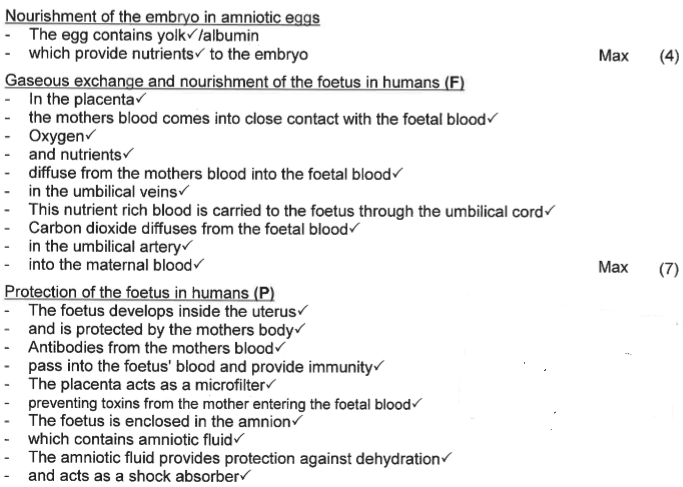 Nourishment of the embryo in amniotic eggs
- The egg contains yolk✓/albumin
- which provide nutrients✓ to the embryo Max (4)
Gaseous exchange and nourishment of the foetus in humans (F)
- In the placenta✓
- the mothers blood comes into close contact with the foetal blood✓
- Oxygen✓
- and nutrients✓
- diffuse from the mothers blood into the foetal blood✓
- in the umbilical veins✓
- This nutrient rich blood is carried to the foetus through the umbilical cord✓
- Carbon dioxide diffuses from the foetal blood✓
- in the umbilical artery✓
- into the maternal blood✓ Max (7)
Protection of the foetus in humans (P)
- The foetus develops inside the uterus✓
- and is protected by the mothers body✓
- Antibodies from the mothers blood✓
- pass into the foetus' blood and provide immunity✓
- The placenta acts as a microfilter✓
- preventing toxins from the mother entering the foetal blood✓
- The foetus is enclosed in the amnion✓
- which contains amniotic fluid✓
- The amniotic fluid provides protection against dehydration✓
- and acts as a shock absorber✓